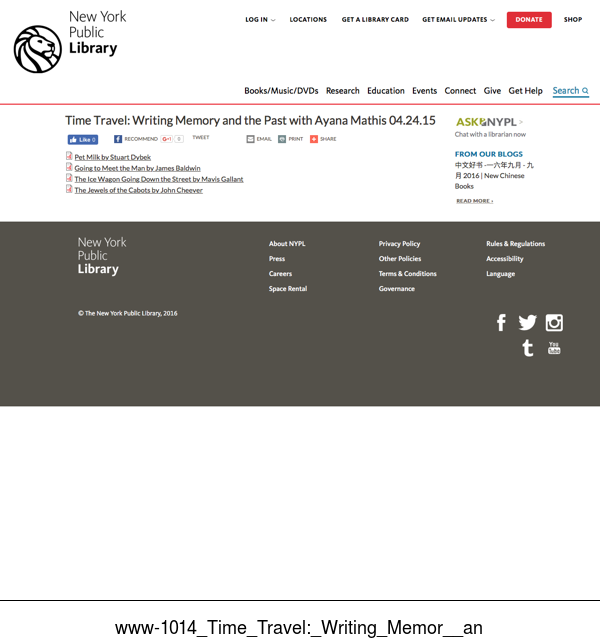 New York
Public
Library
LOG IN
LOCATIONS
GET A LIBRARY CARD
GET EMAIL UPDATES
DONATE
SHOP
Books/Music/DVDs
Research
Education
Events
Connect
Give
Get Help
Search
Time Travel: Writing Memory and the Past with Ayana Mathis 04.24.15
Like 0
RECOMMEND
G+1
0
TWEET
EMAIL
PRINT
SHARE
Pet Milk by Stuart Dybek
Going to Meet the Man by James Baldwin
The Ice Wagon Going Down the Street by Mavis Gallant
The Jewels of the Cabots by John Cheever
ASK NYPL >
Chat with a librarian now
FROM OUR BLOGS
中文好书 -一六年九月 - 九
月 2016 | New Chinese
Books
READ MORE ›
New York
Public
Library
About NYPL
Press
Careers
Space Rental
Privacy Policy
Other Policies
Terms & Conditions
Governance
Rules & Regulations
Accessibility
Language
© The New York Public Library, 2016
You
Tube
www-1014_Time_Travel:_Writing_Memor__an